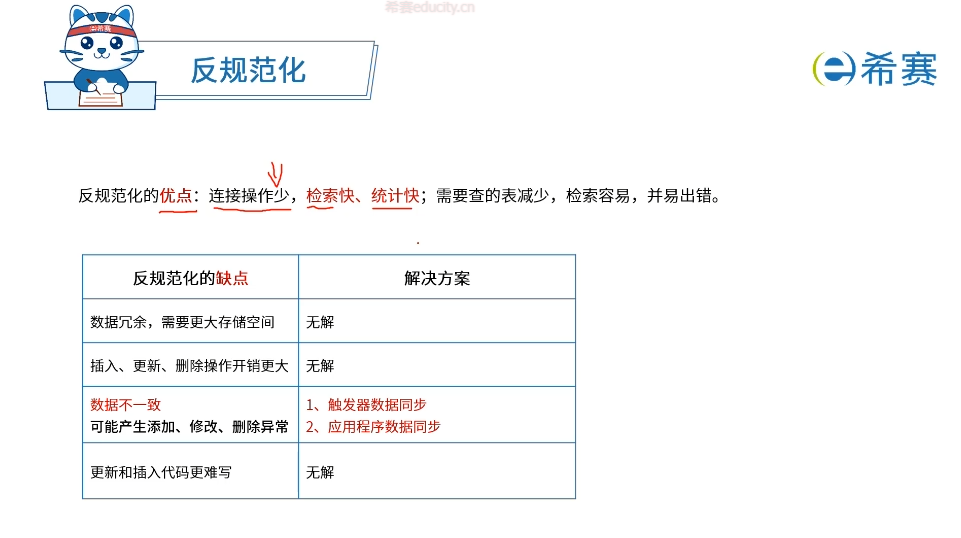 希赛educity.cn
@希赛
反规范化
希赛
反规范化的优点：连接操作少，检索快、统计快；需要查的表减少，检索容易，并易出错。
反规范化的缺点 解决方案
数据冗余，需要更大存储空间 无解
插入、更新、删除操作开销更大 无解
数据不一致 1、触发器数据同步
可能产生添加、修改、删除异常 2、应用程序数据同步
更新和插入代码更难写 无解